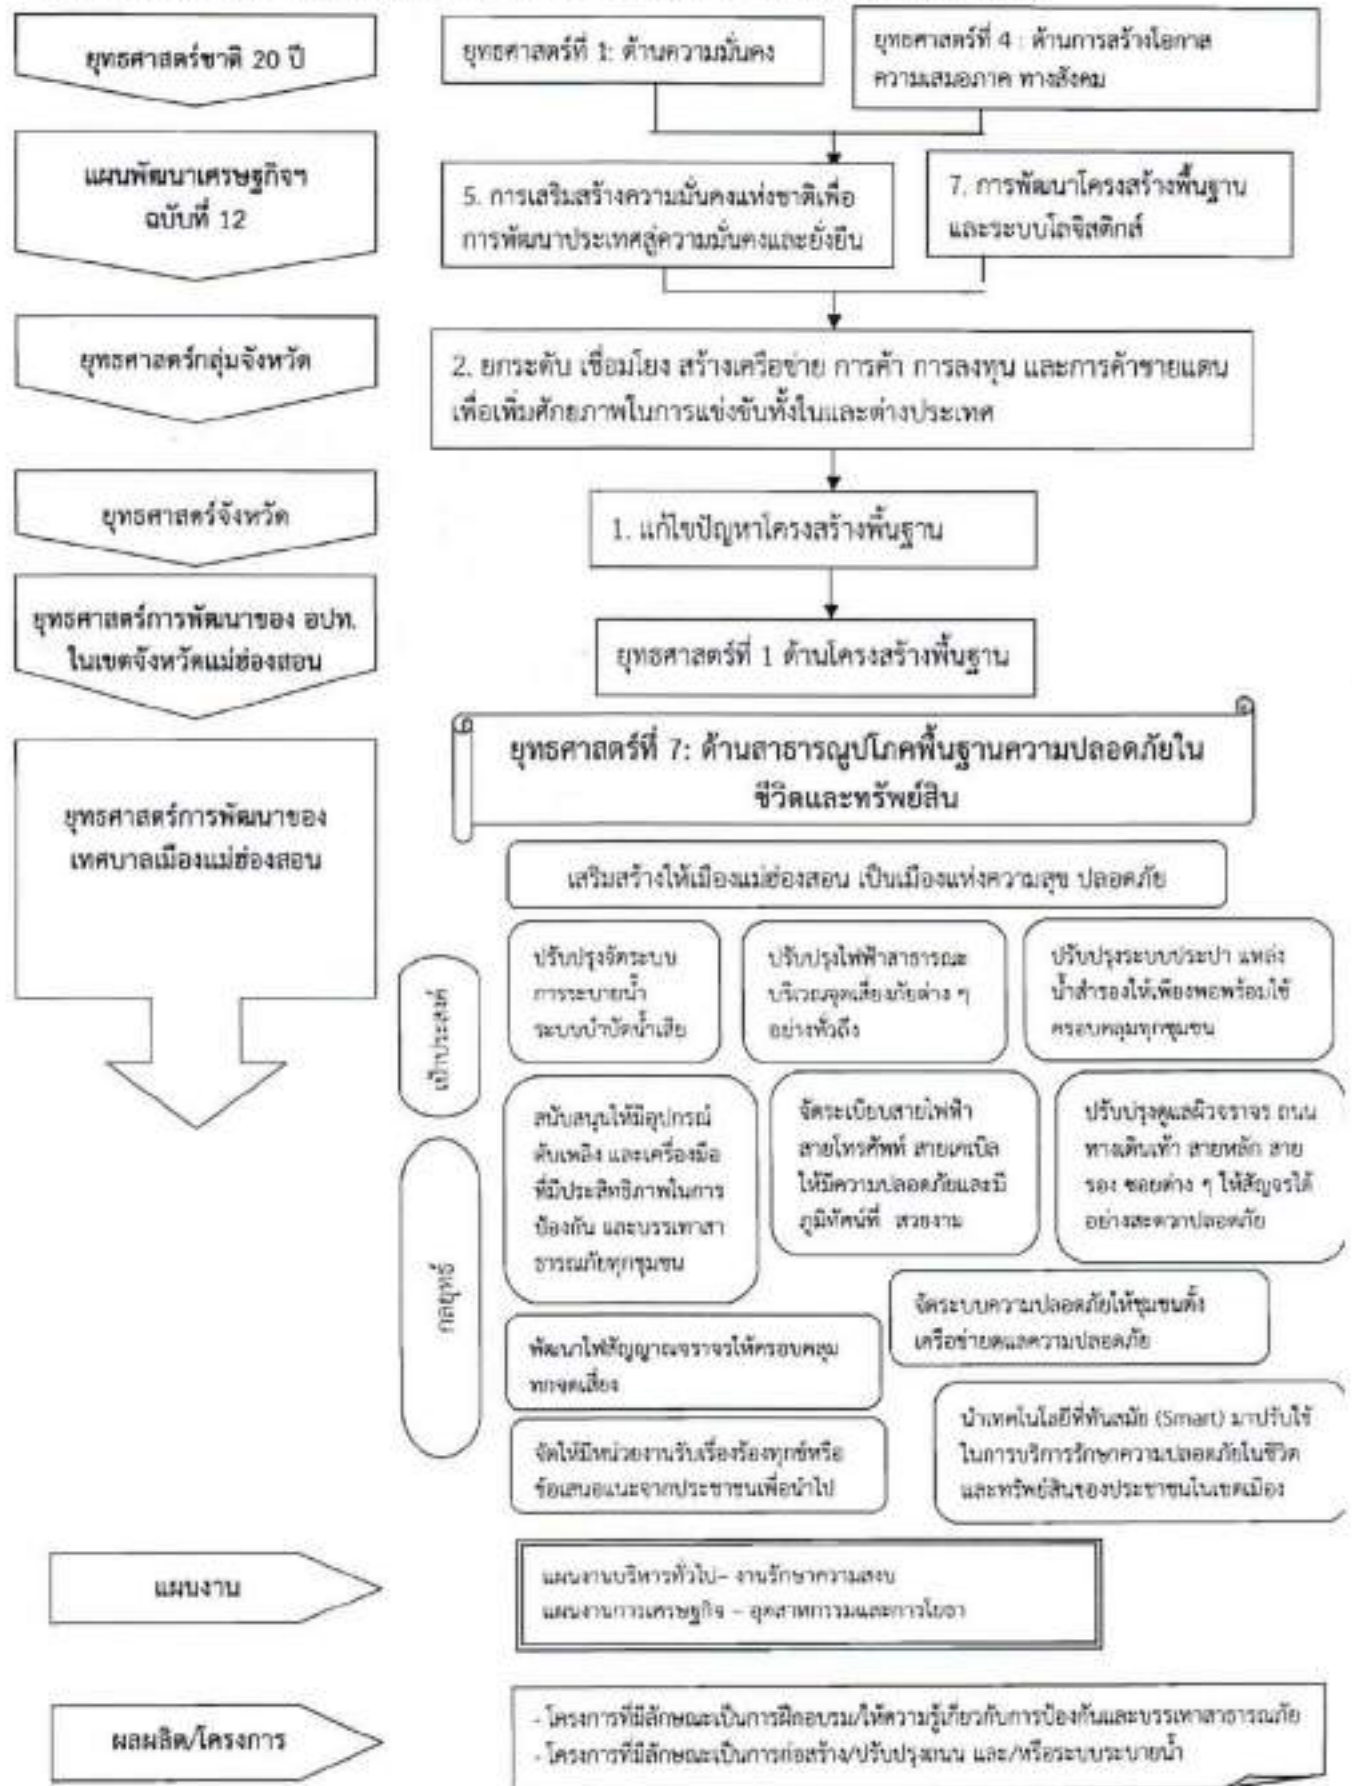 ยุทธศาสตร์ชาติ 20 ปี
ยุทธศาสตร์ที่ 1: ด้านความมั่นคง
ยุทธศาสตร์ที่ 4 : ด้านการสร้างโอกาส
ความเสมอภาค ทางสังคม
แผนพัฒนาเศรษฐกิจฯ
ฉบับที่ 12
5. การเสริมสร้างความมั่นคงแห่งชาติเพื่อ
การพัฒนาประเทศสู่ความมั่นคงและยั่งยืน
7. การพัฒนาโครงสร้างพื้นฐาน
และระบบโลจิสติกส์
ยุทธศาสตร์กลุ่มจังหวัด
2. ยกระดับ เชื่อมโยง สร้างเครือข่าย การค้า การลงทุน และการค้าชายแดน
เพื่อเพิ่มศักยภาพในการแข่งขันทั้งในและต่างประเทศ
ยุทธศาสตร์จังหวัด
1. แก้ไขปัญหาโครงสร้างพื้นฐาน
ยุทธศาสตร์การพัฒนาของ อปท.
ในเขตจังหวัดแม่ฮ่องสอน
ยุทธศาสตร์ที่ 1 ด้านโครงสร้างพื้นฐาน
ยุทธศาสตร์การพัฒนาของ
เทศบาลเมืองแม่ฮ่องสอน
ยุทธศาสตร์ที่ 7: ด้านสาธารณูปโภคพื้นฐานความปลอดภัยใน
ชีวิตและทรัพย์สิน
เสริมสร้างให้เมืองแม่ฮ่องสอน เป็นเมืองแห่งความสุข ปลอดภัย
เป้าประสงค์
ปรับปรุงจัดระบบ
การระบายน้ำ
ระบบบำบัดน้ำเสีย
ปรับปรุงไฟฟ้าสาธารณะ
บริเวณจุดเสี่ยงภัยต่าง ๆ
อย่างทั่วถึง
ปรับปรุงระบบประปา แหล่ง
น้ำสำรองให้เพียงพอพร้อมใช้
ครอบคลุมทุกชุมชน
กลยุทธ์
สนับสนุนให้มีอุปกรณ์
ดับเพลิง และเครื่องมือ
ที่มีประสิทธิภาพในการ
ป้องกัน และบรรเทาสา
ธารณภัยทุกชุมชน
จัดระเบียบสายไฟฟ้า
สายโทรศัพท์ สายเคเบิล
ให้มีความปลอดภัยและมี
ภูมิทัศน์ที่ สวยงาม
ปรับปรุงดูแลผิวจราจร ถนน
ทางเดินเท้า สายหลัก สาย
รอง ซอยต่าง ๆ ให้สัญจรได้
อย่างสะดวกปลอดภัย
จัดระบบความปลอดภัยให้ชุมชนตั้ง
เครือข่ายดูแลความปลอดภัย
พัฒนาไฟสัญญาณจราจรให้ครอบคลุม
ทุกจุดเสี่ยง
นำเทคโนโลยีที่ทันสมัย (Smart) มาปรับใช้
ในการบริการรักษาความปลอดภัยในชีวิต
และทรัพย์สินของประชาชนในเขตเมือง
จัดให้มีหน่วยงานรับเรื่องร้องทุกข์หรือ
ข้อเสนอแนะจากประชาชนเพื่อนำไป
แผนงาน
แผนงานบริหารทั่วไป– งานรักษาความสงบ
แผนงานการเศรษฐกิจ – อุตสาหกรรมและการโยธา
ผลผลิต/โครงการ
- โครงการที่มีลักษณะเป็นการฝึกอบรม/ให้ความรู้เกี่ยวกับการป้องกันและบรรเทาสาธารณภัย
- โครงการที่มีลักษณะเป็นการก่อสร้าง/ปรับปรุงถนน และ/หรือระบบระบายน้ำ